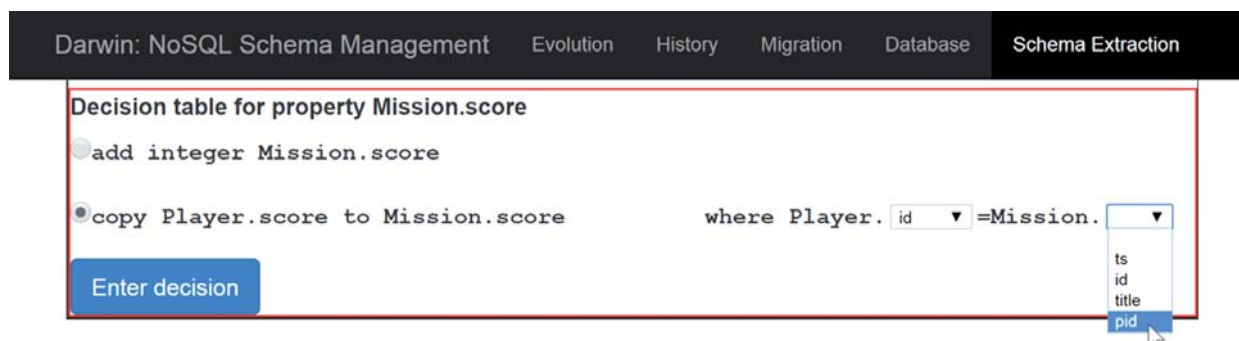 Darwin: NoSQL Schema Management Evolution History Migration Database Schema Extraction
Decision table for property Mission.score
add integer Mission.score
copy Player.score to Mission.score where Player. id ▼ =Mission. ▼
ts
id
title
pid
Enter decision